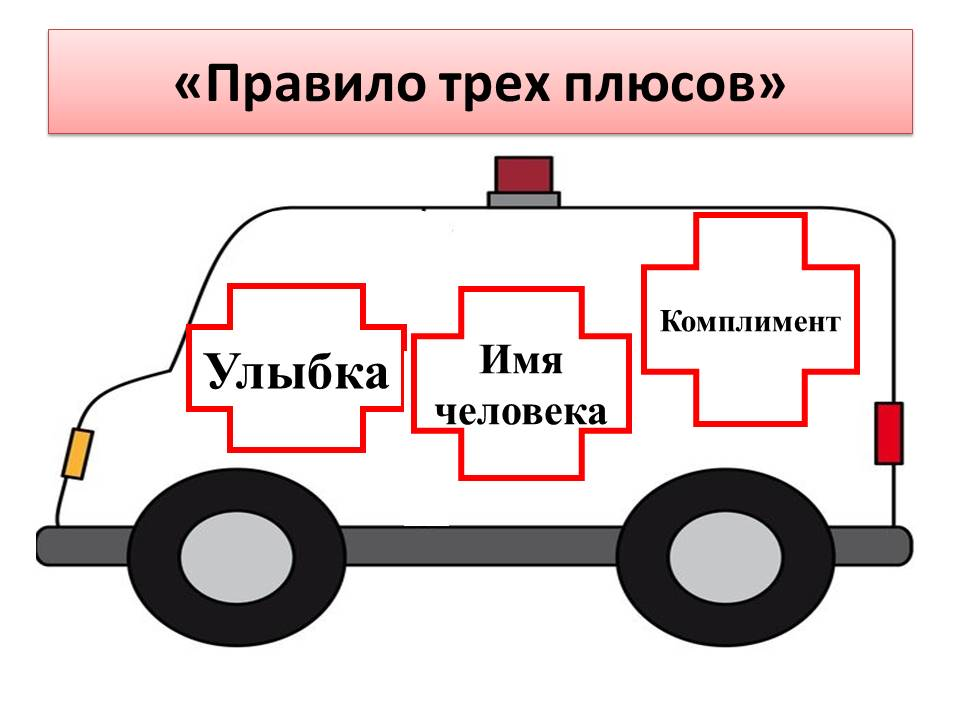 «Правило трех плюсов»
Улыбка
Имя
человека
Комплимент